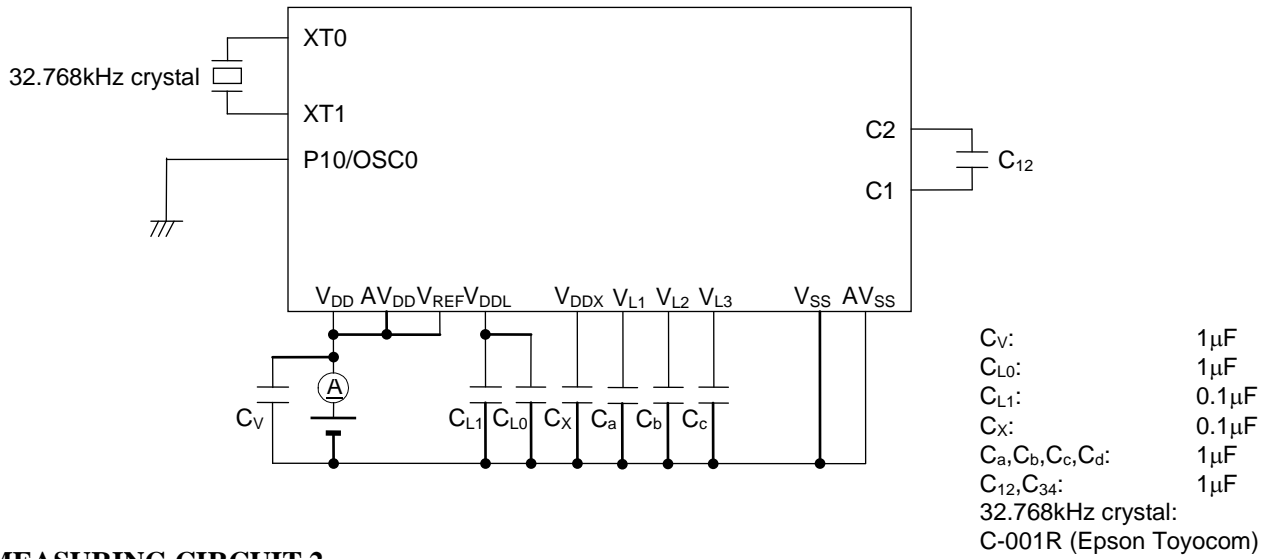 XT0
32.768kHz crystal
XT1
P10/OSC0
C2
C12
C1
VDD AVDD VREF VDDL VDDX VL1 VL2 VL3 VSS AVSS
A
CV CL1 CL0 CX Ca Cb Cc
CV: 1μF
CL0: 1μF
CL1: 0.1μF
CX: 0.1μF
Ca,Cb,Cc,Cd: 1μF
C12,C34: 1μF
32.768kHz crystal:
C-001R (Epson Toyocom)
MEASURING CIRCUIT 2